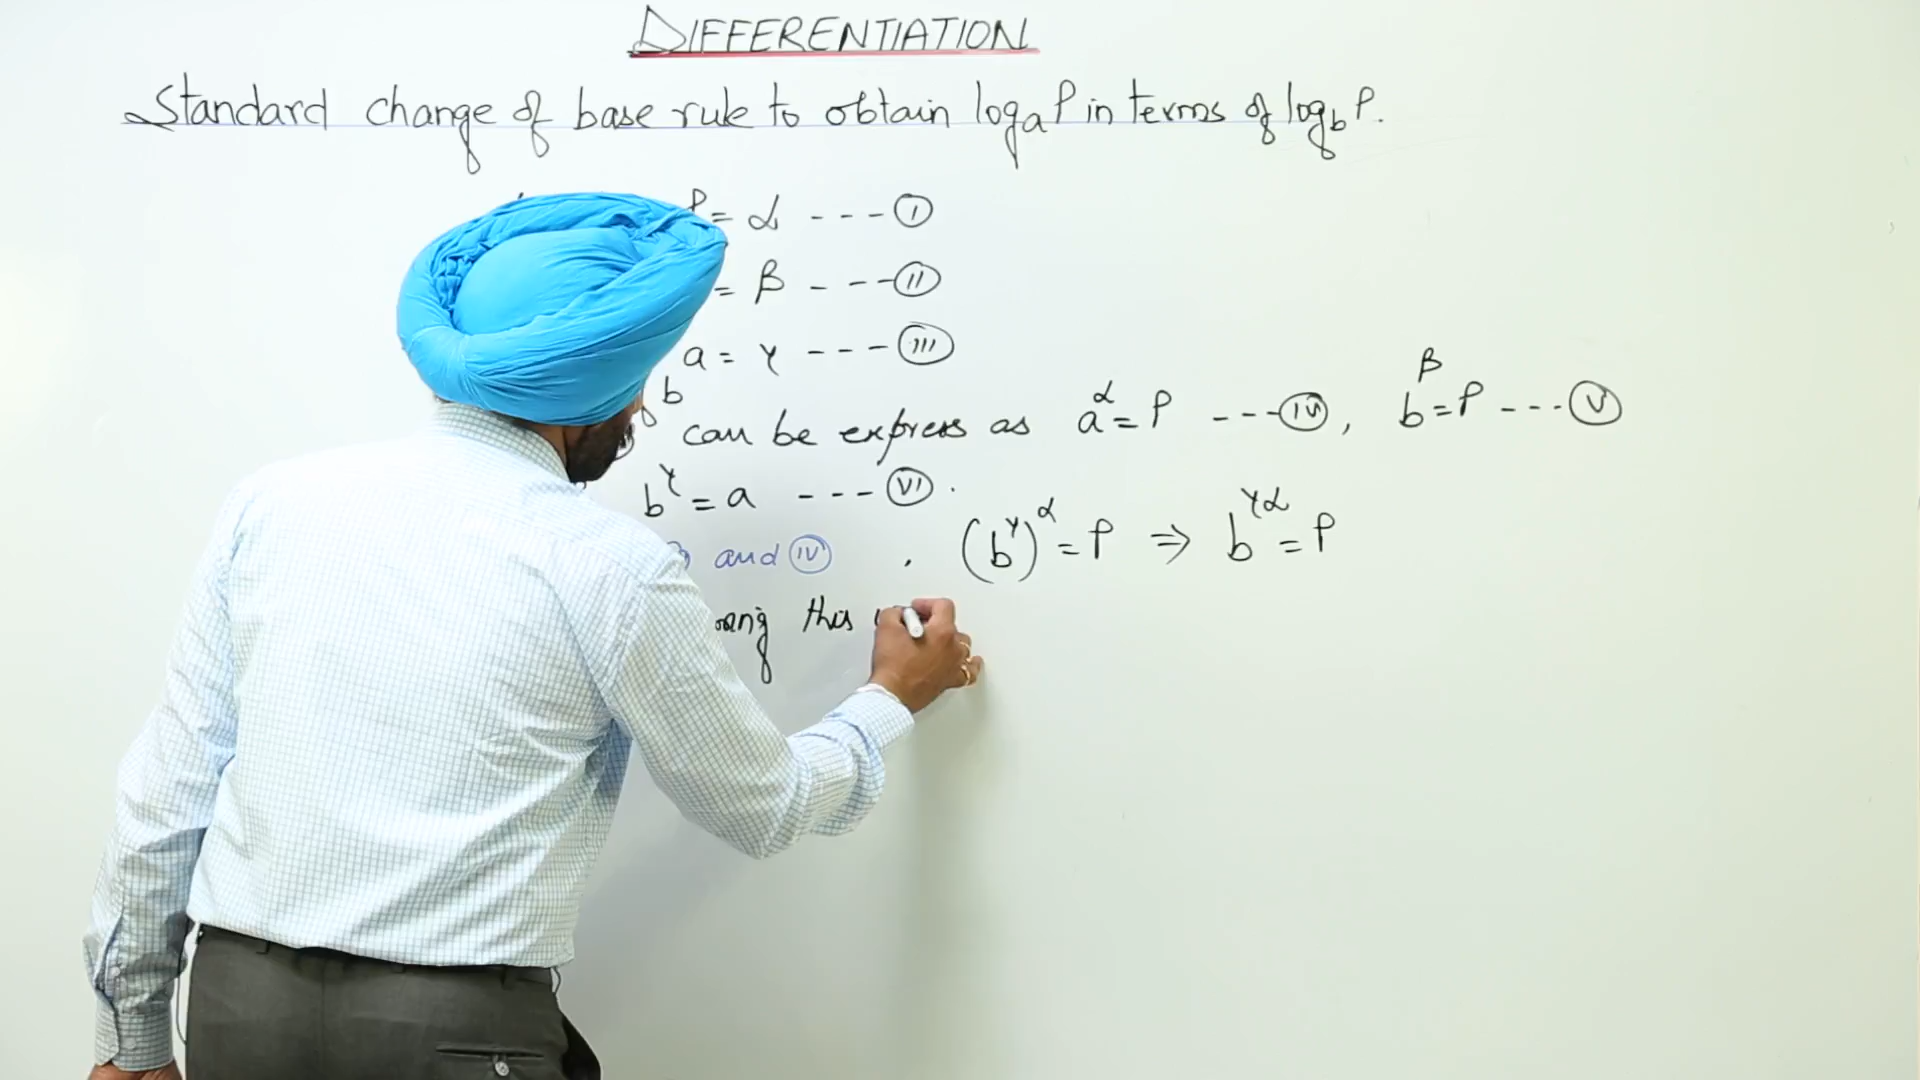 DIFFERENTIATION
Standard change of base rule to obtain logₐP in terms of log_b P.
P = α ---- (I)
= β ---- (II)
b a = γ ---- (III)
can be express as a^α = P ---- (IV), b^β = P ---- (V)
b^γ = a ---- (VI).
and (IV) , (b^γ)^α = P ⇒ b^γα = P
this